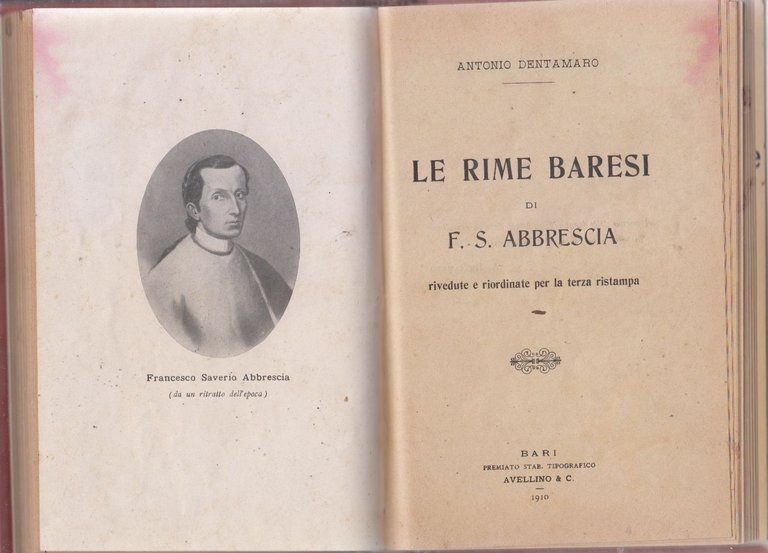 Francesco Saverio Abbrescia
(da un ritratto dell'epoca)
ANTONIO DENTAMARO
LE RIME BARESI
DI
F. S. ABBRESCIA
rivedute e riordinate per la terza ristampa
BARI
PREMIATO STAB. TIPOGRAFICO
AVELLINO & C.
1910